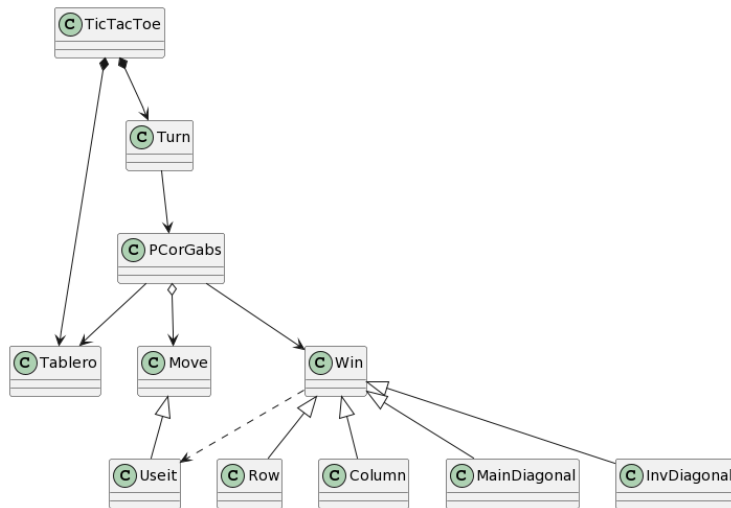 C TicTacToe
C Turn
C PCorGabs
C Tablero
C Move
C Win
C Useit
C Row
C Column
C MainDiagonal
C InvDiagonal